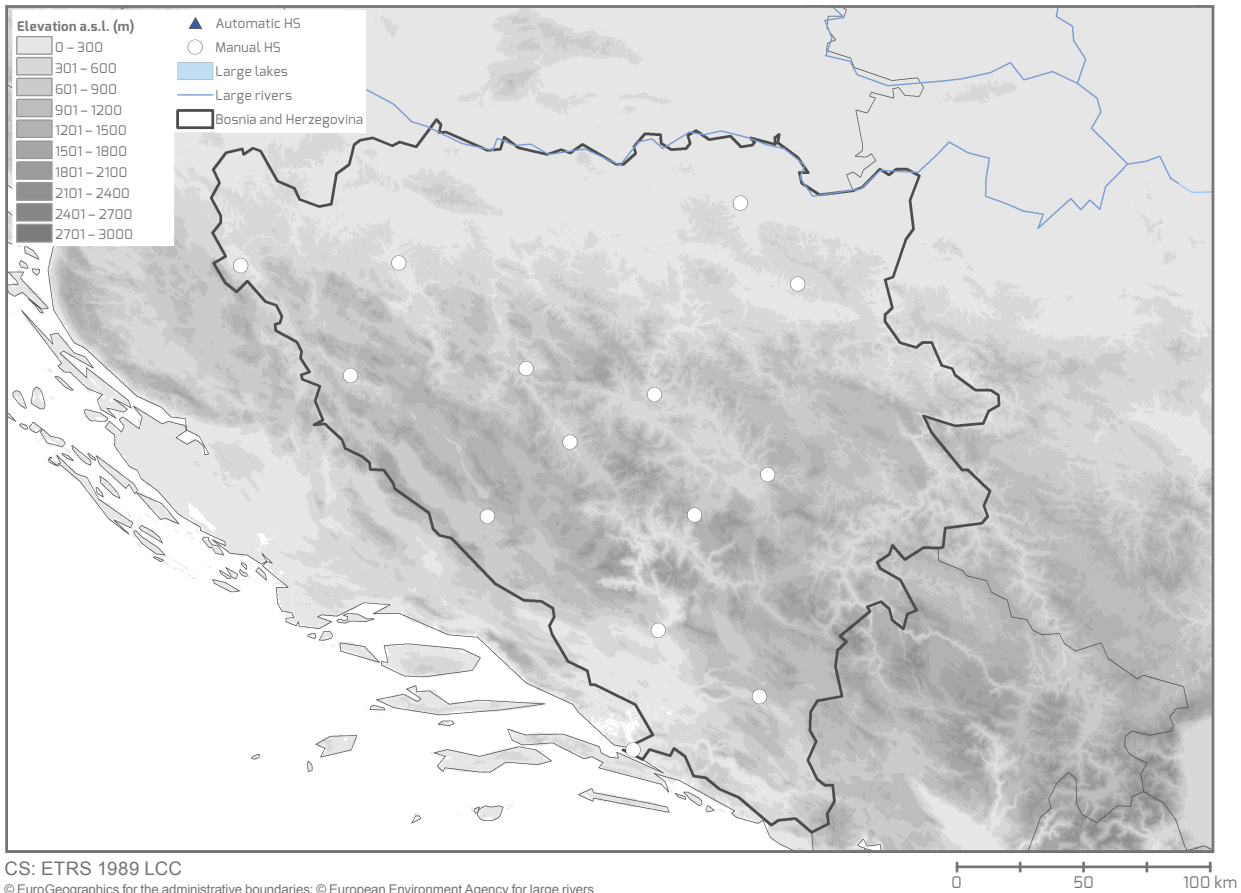 Elevation a.s.l. (m)
0 – 300
301 – 600
601 – 900
901 – 1200
1201 – 1500
1501 – 1800
1801 – 2100
2101 – 2400
2401 – 2700
2701 – 3000
Automatic HS
Manual HS
Large lakes
Large rivers
Bosnia and Herzegovina
CS: ETRS 1989 LCC
© EuroGeographics for the administrative boundaries; © European Environment Agency for large rivers
0 50 100 km